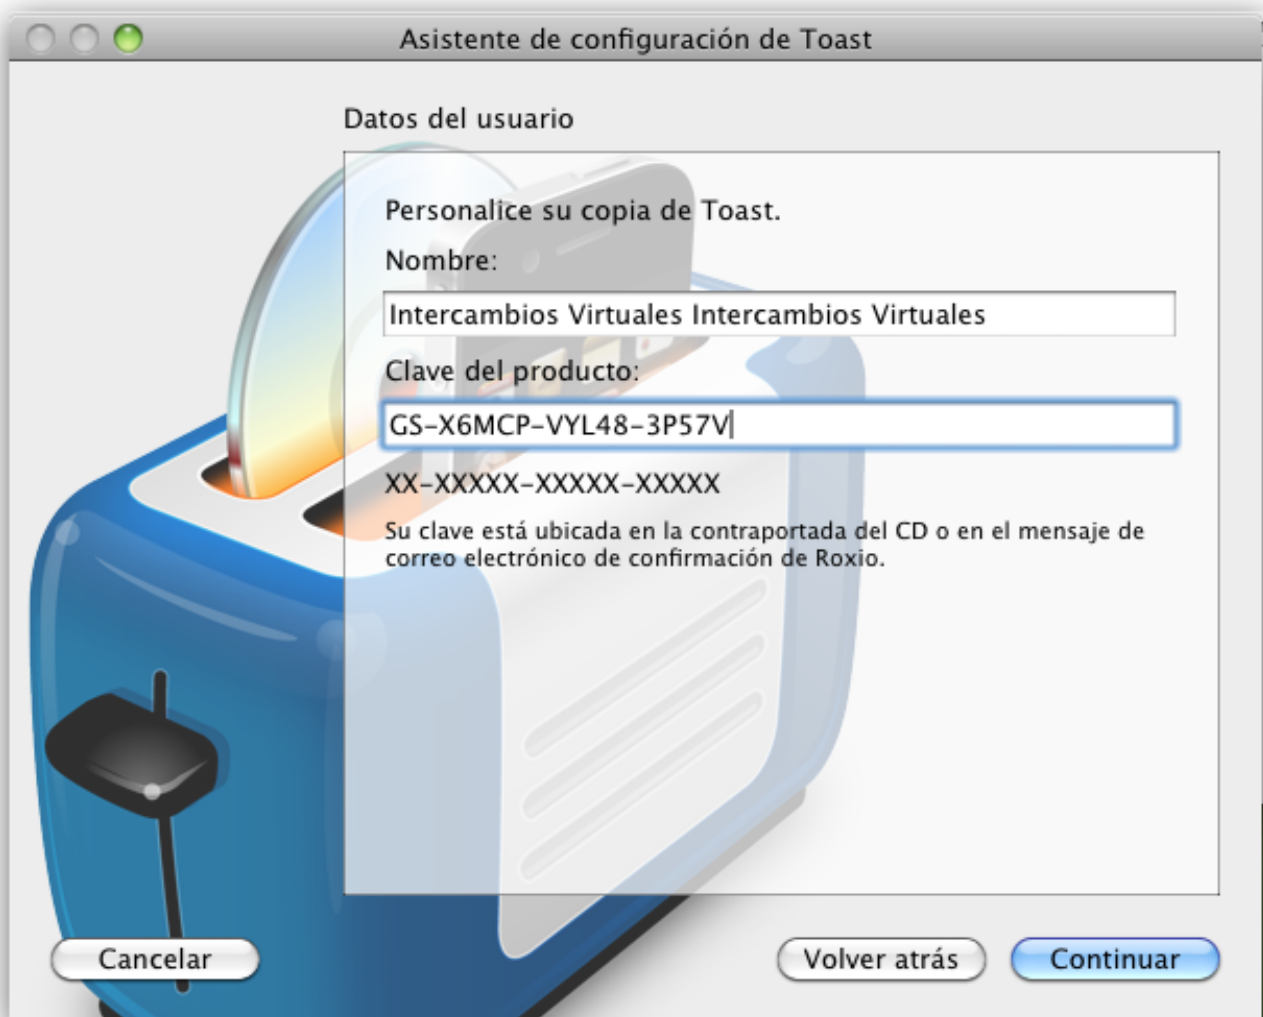 Asistente de configuración de Toast
Datos del usuario
Personalice su copia de Toast.
Nombre:
Intercambios Virtuales Intercambios Virtuales
Clave del producto:
GS-X6MCP-VYL48-3P57V
XX-XXXXX-XXXXX-XXXXX
Su clave está ubicada en la contraportada del CD o en el mensaje de
correo electrónico de confirmación de Roxio.
Cancelar
Volver atrás
Continuar